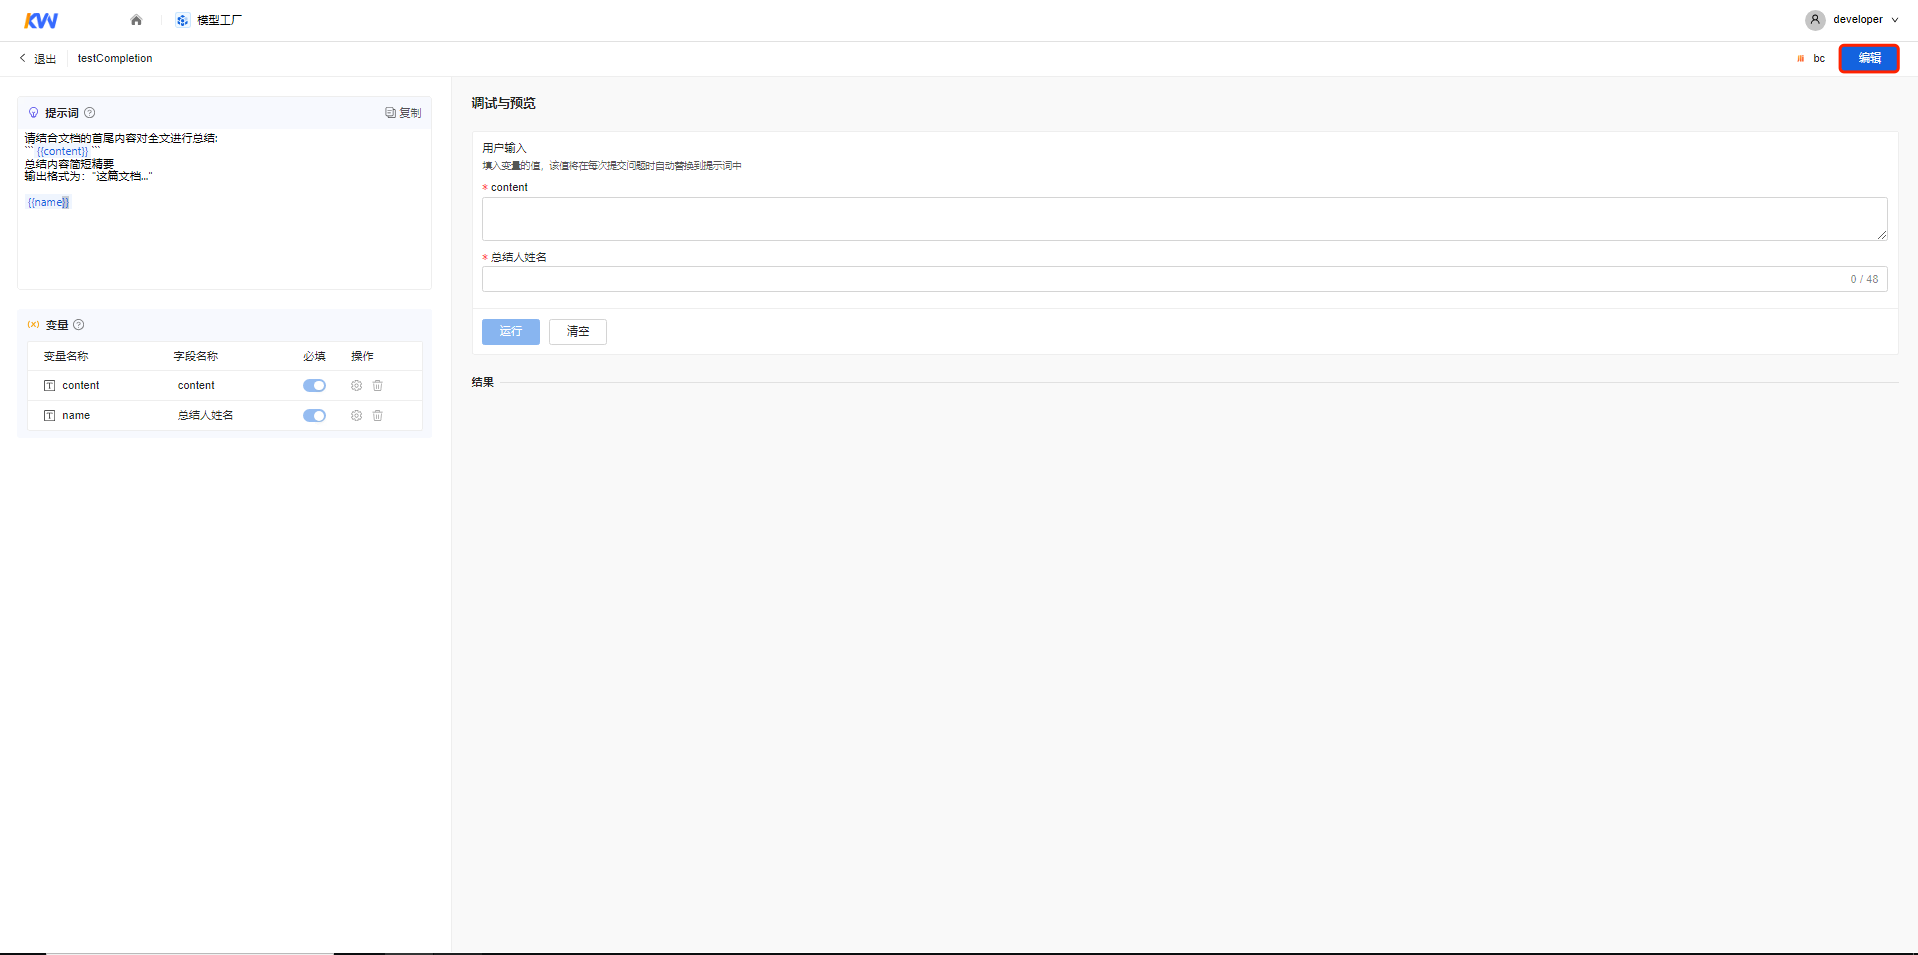 KW
模型工厂
developer
退出
testCompletion
bc
编辑
提示词
复制
请结合文档的首尾内容对全文进行总结:
``` {{content}} ```
总结内容简短精要
输出格式为: "这篇文档..."
{{name}}
变量
变量名称 字段名称 必填 操作
content content
name 总结人姓名
调试与预览
用户输入
填入变量的值，该值将在每次提交问题时自动替换到提示词中
* content
* 总结人姓名
0 / 48
运行 清空
结果